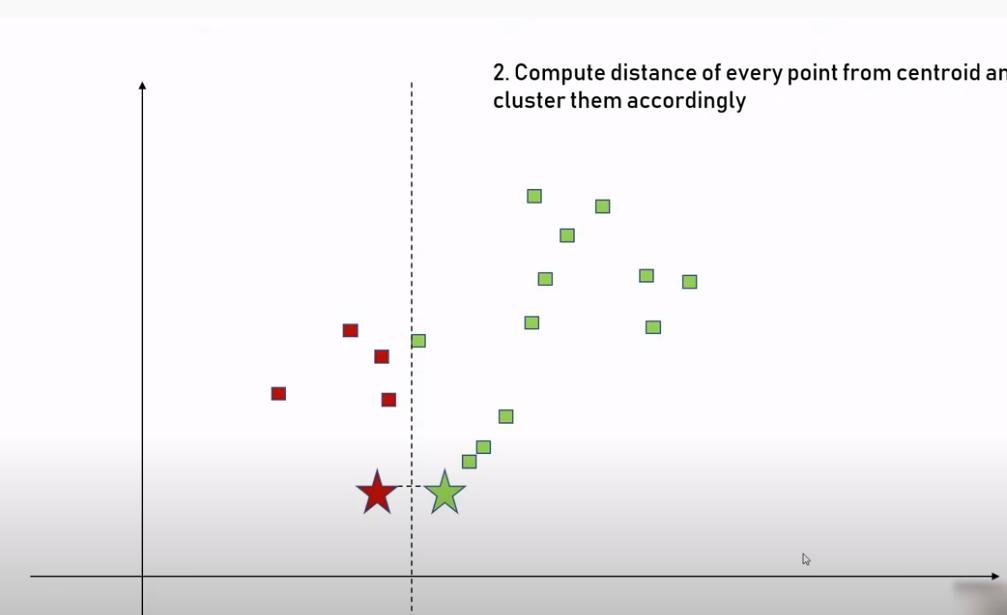 2. Compute distance of every point from centroid an
cluster them accordingly